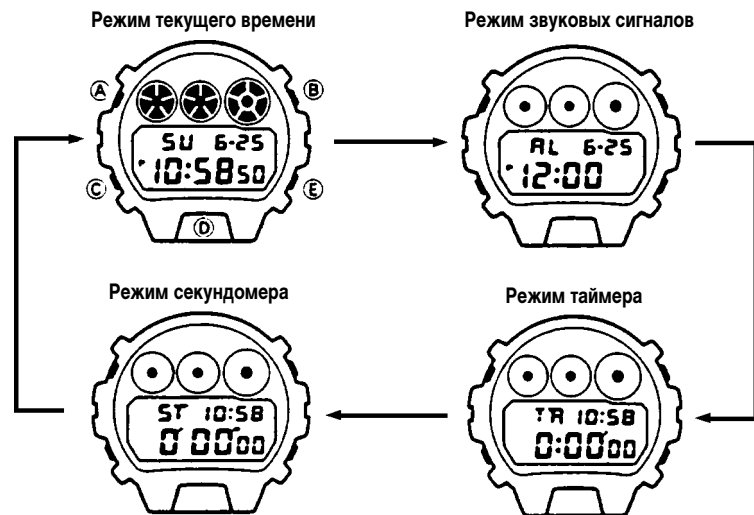 Режим текущего времени
Режим звуковых сигналов
A
B
SU 6-25
P 10:58 50
C
E
D
AL 6-25
P 12:00
Режим секундомера
Режим таймера
ST 10:58
0'00"00
TR 10:58
0:00'00